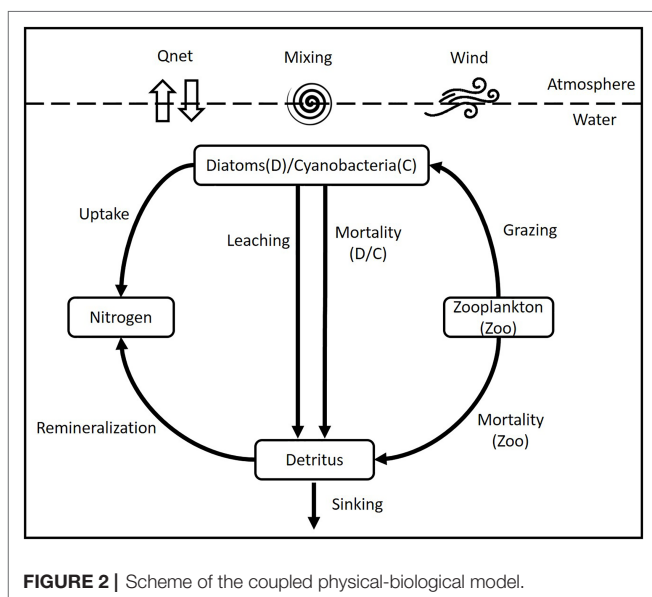 Qnet
Mixing
Wind
Atmosphere
Water
Diatoms(D)/Cyanobacteria(C)
Uptake
Leaching
Mortality
(D/C)
Grazing
Nitrogen
Zooplankton
(Zoo)
Remineralization
Mortality
(Zoo)
Detritus
Sinking
FIGURE 2 | Scheme of the coupled physical-biological model.